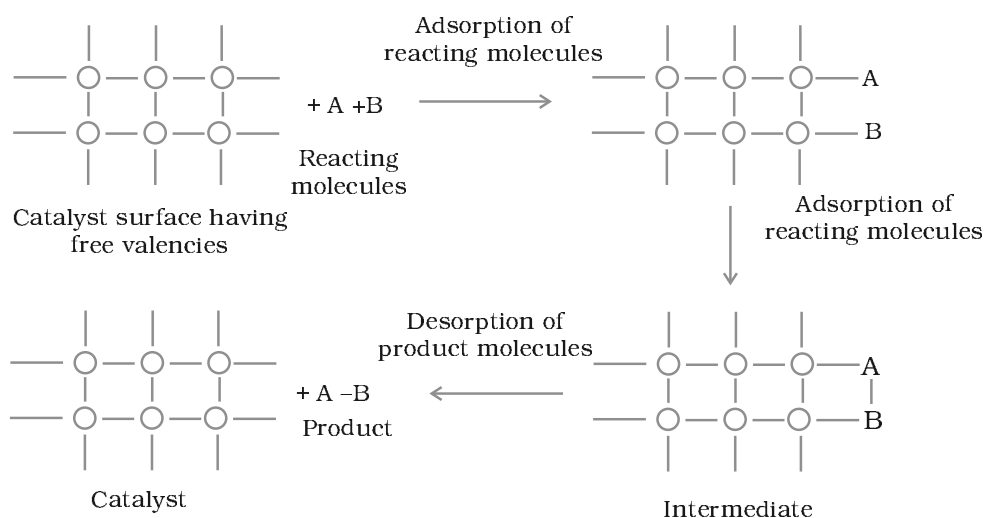 Adsorption of
reacting molecules
A
+ A +B
B
Reacting
molecules
Catalyst surface having
free valencies
Adsorption of
reacting molecules
Desorption of
product molecules
A
+ A –B
B
Product
Catalyst
Intermediate